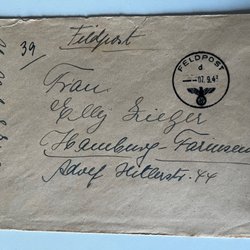 39
Feldpost
FELDPOST
d
07.9.4
Frau
Elly Zieger
Hamburg-Farmsen
Adolf Hitlerstr. 44